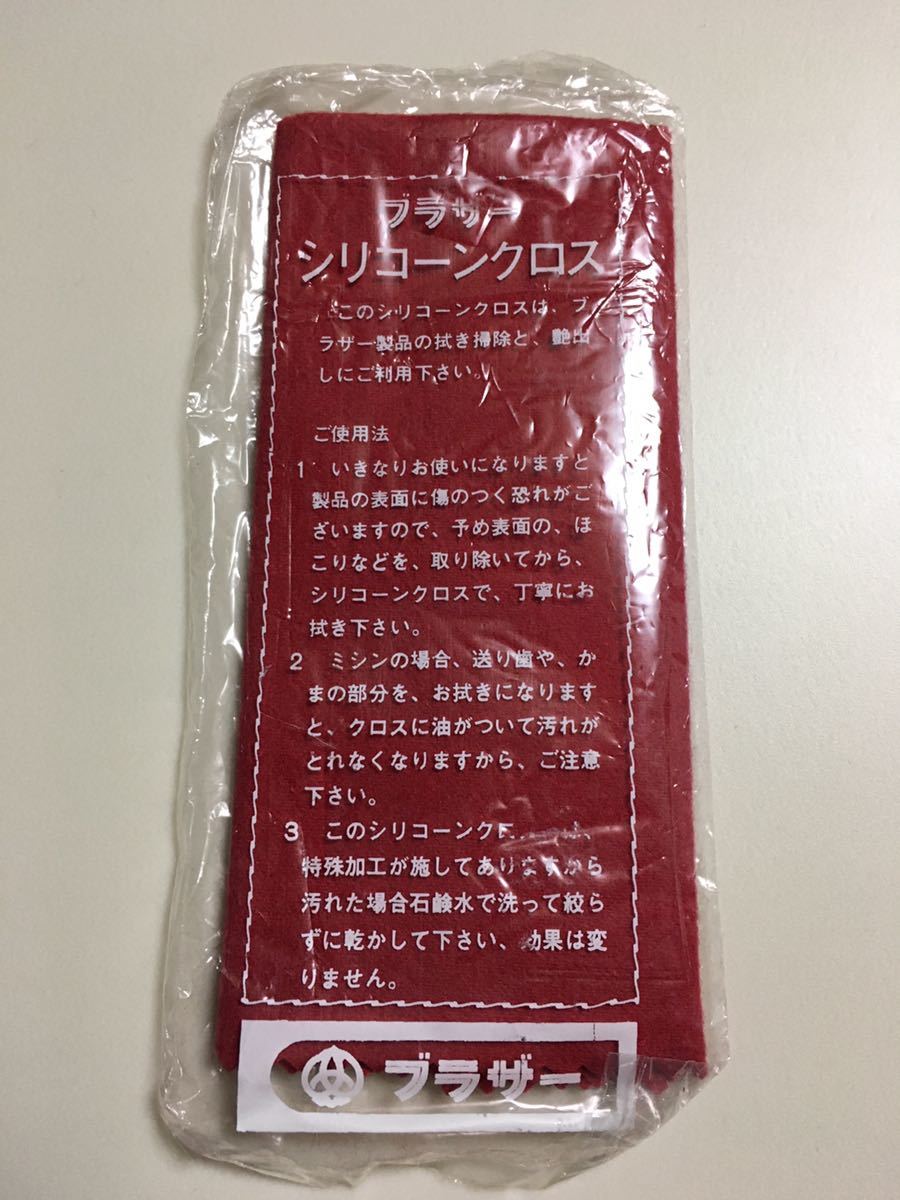 ブラザー
シリコーンクロス
このシリコーンクロスは、ブ
ラザー製品の拭き掃除と、艶出
しにご利用下さい。
ご使用法
1 いきなりお使いになりますと
製品の表面に傷のつく恐れがご
ざいますので、予め表面の、ほ
こりなどを、取り除いてから、
シリコーンクロスで、丁寧にお
拭き下さい。
2 ミシンの場合、送り歯や、か
まの部分を、お拭きになります
と、クロスに油がついて汚れが
とれなくなりますから、ご注意
下さい。
3 このシリコーンク
特殊加工が施してありますから
汚れた場合石鹸水で洗って絞ら
ずに乾かして下さい、効果は変
りません。
ブラザー